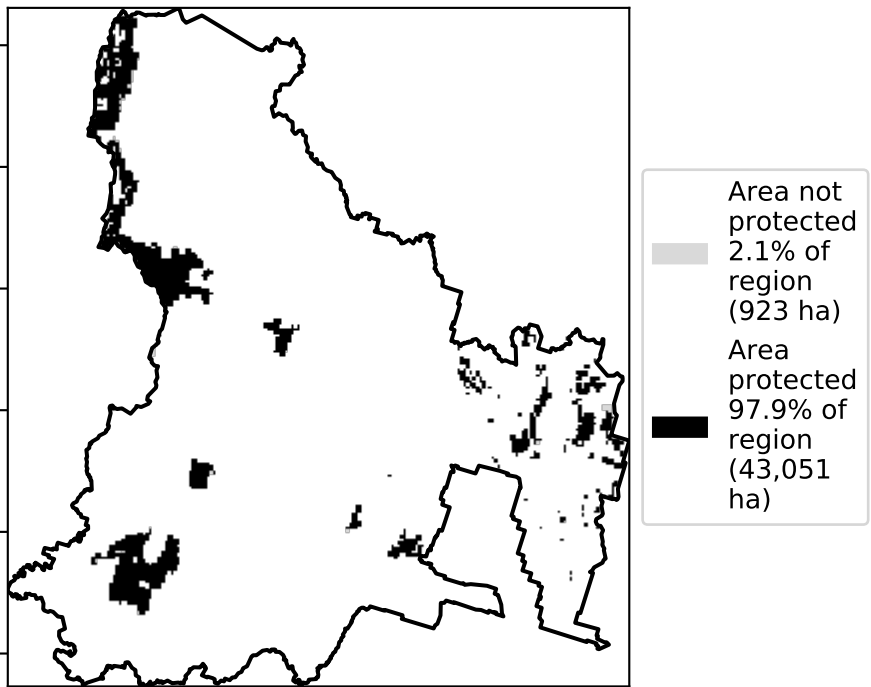 Area not
protected
2.1% of
region
(923 ha)
Area
protected
97.9% of
region
(43,051
ha)